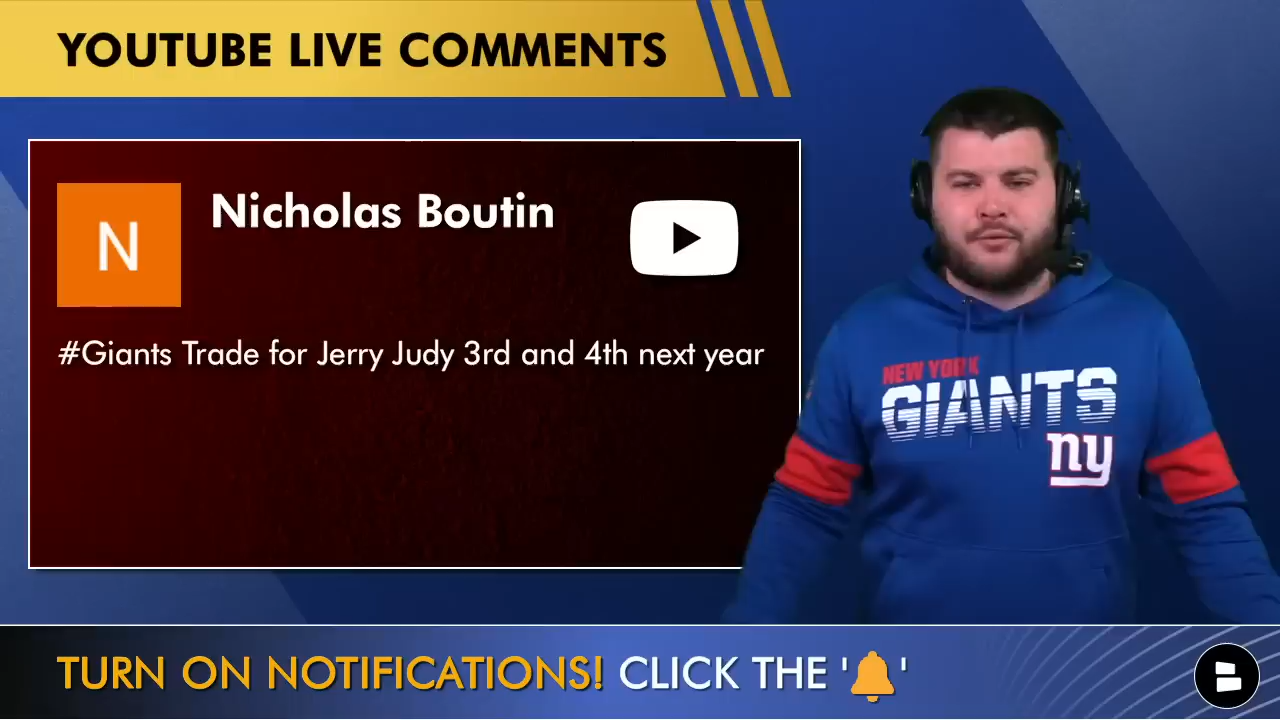 YOUTUBE LIVE COMMENTS
N
Nicholas Boutin
#Giants Trade for Jerry Judy 3rd and 4th next year
NEW YORK
GIANTS
ny
TURN ON NOTIFICATIONS! CLICK THE ' '